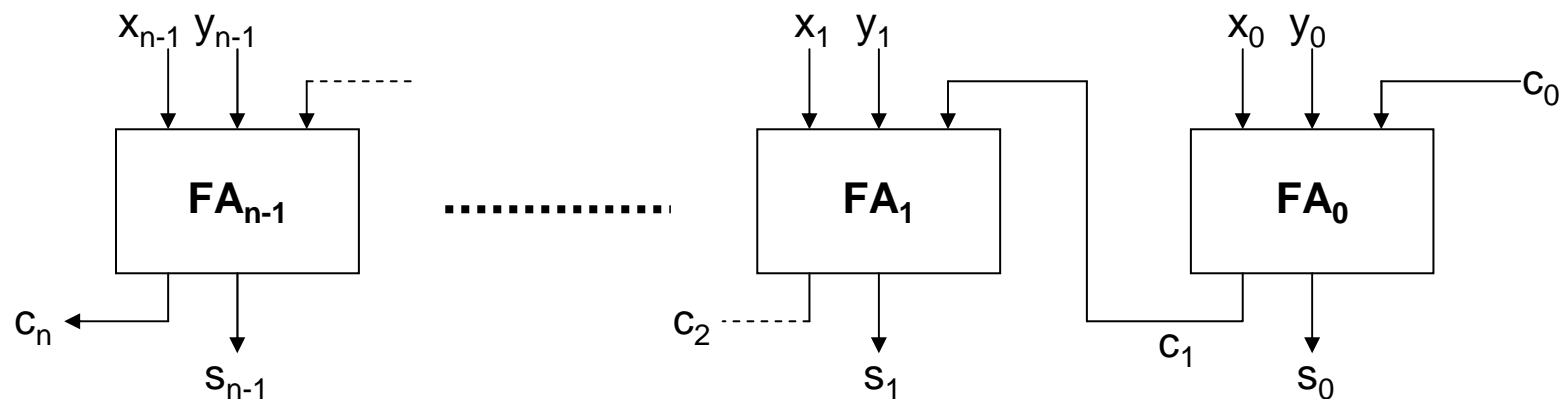 xₙ₋₁ yₙ₋₁ x₁ y₁ x₀ y₀
c₀
FAₙ₋₁ FA₁ FA₀
cₙ c₂ c₁
sₙ₋₁ s₁ s₀